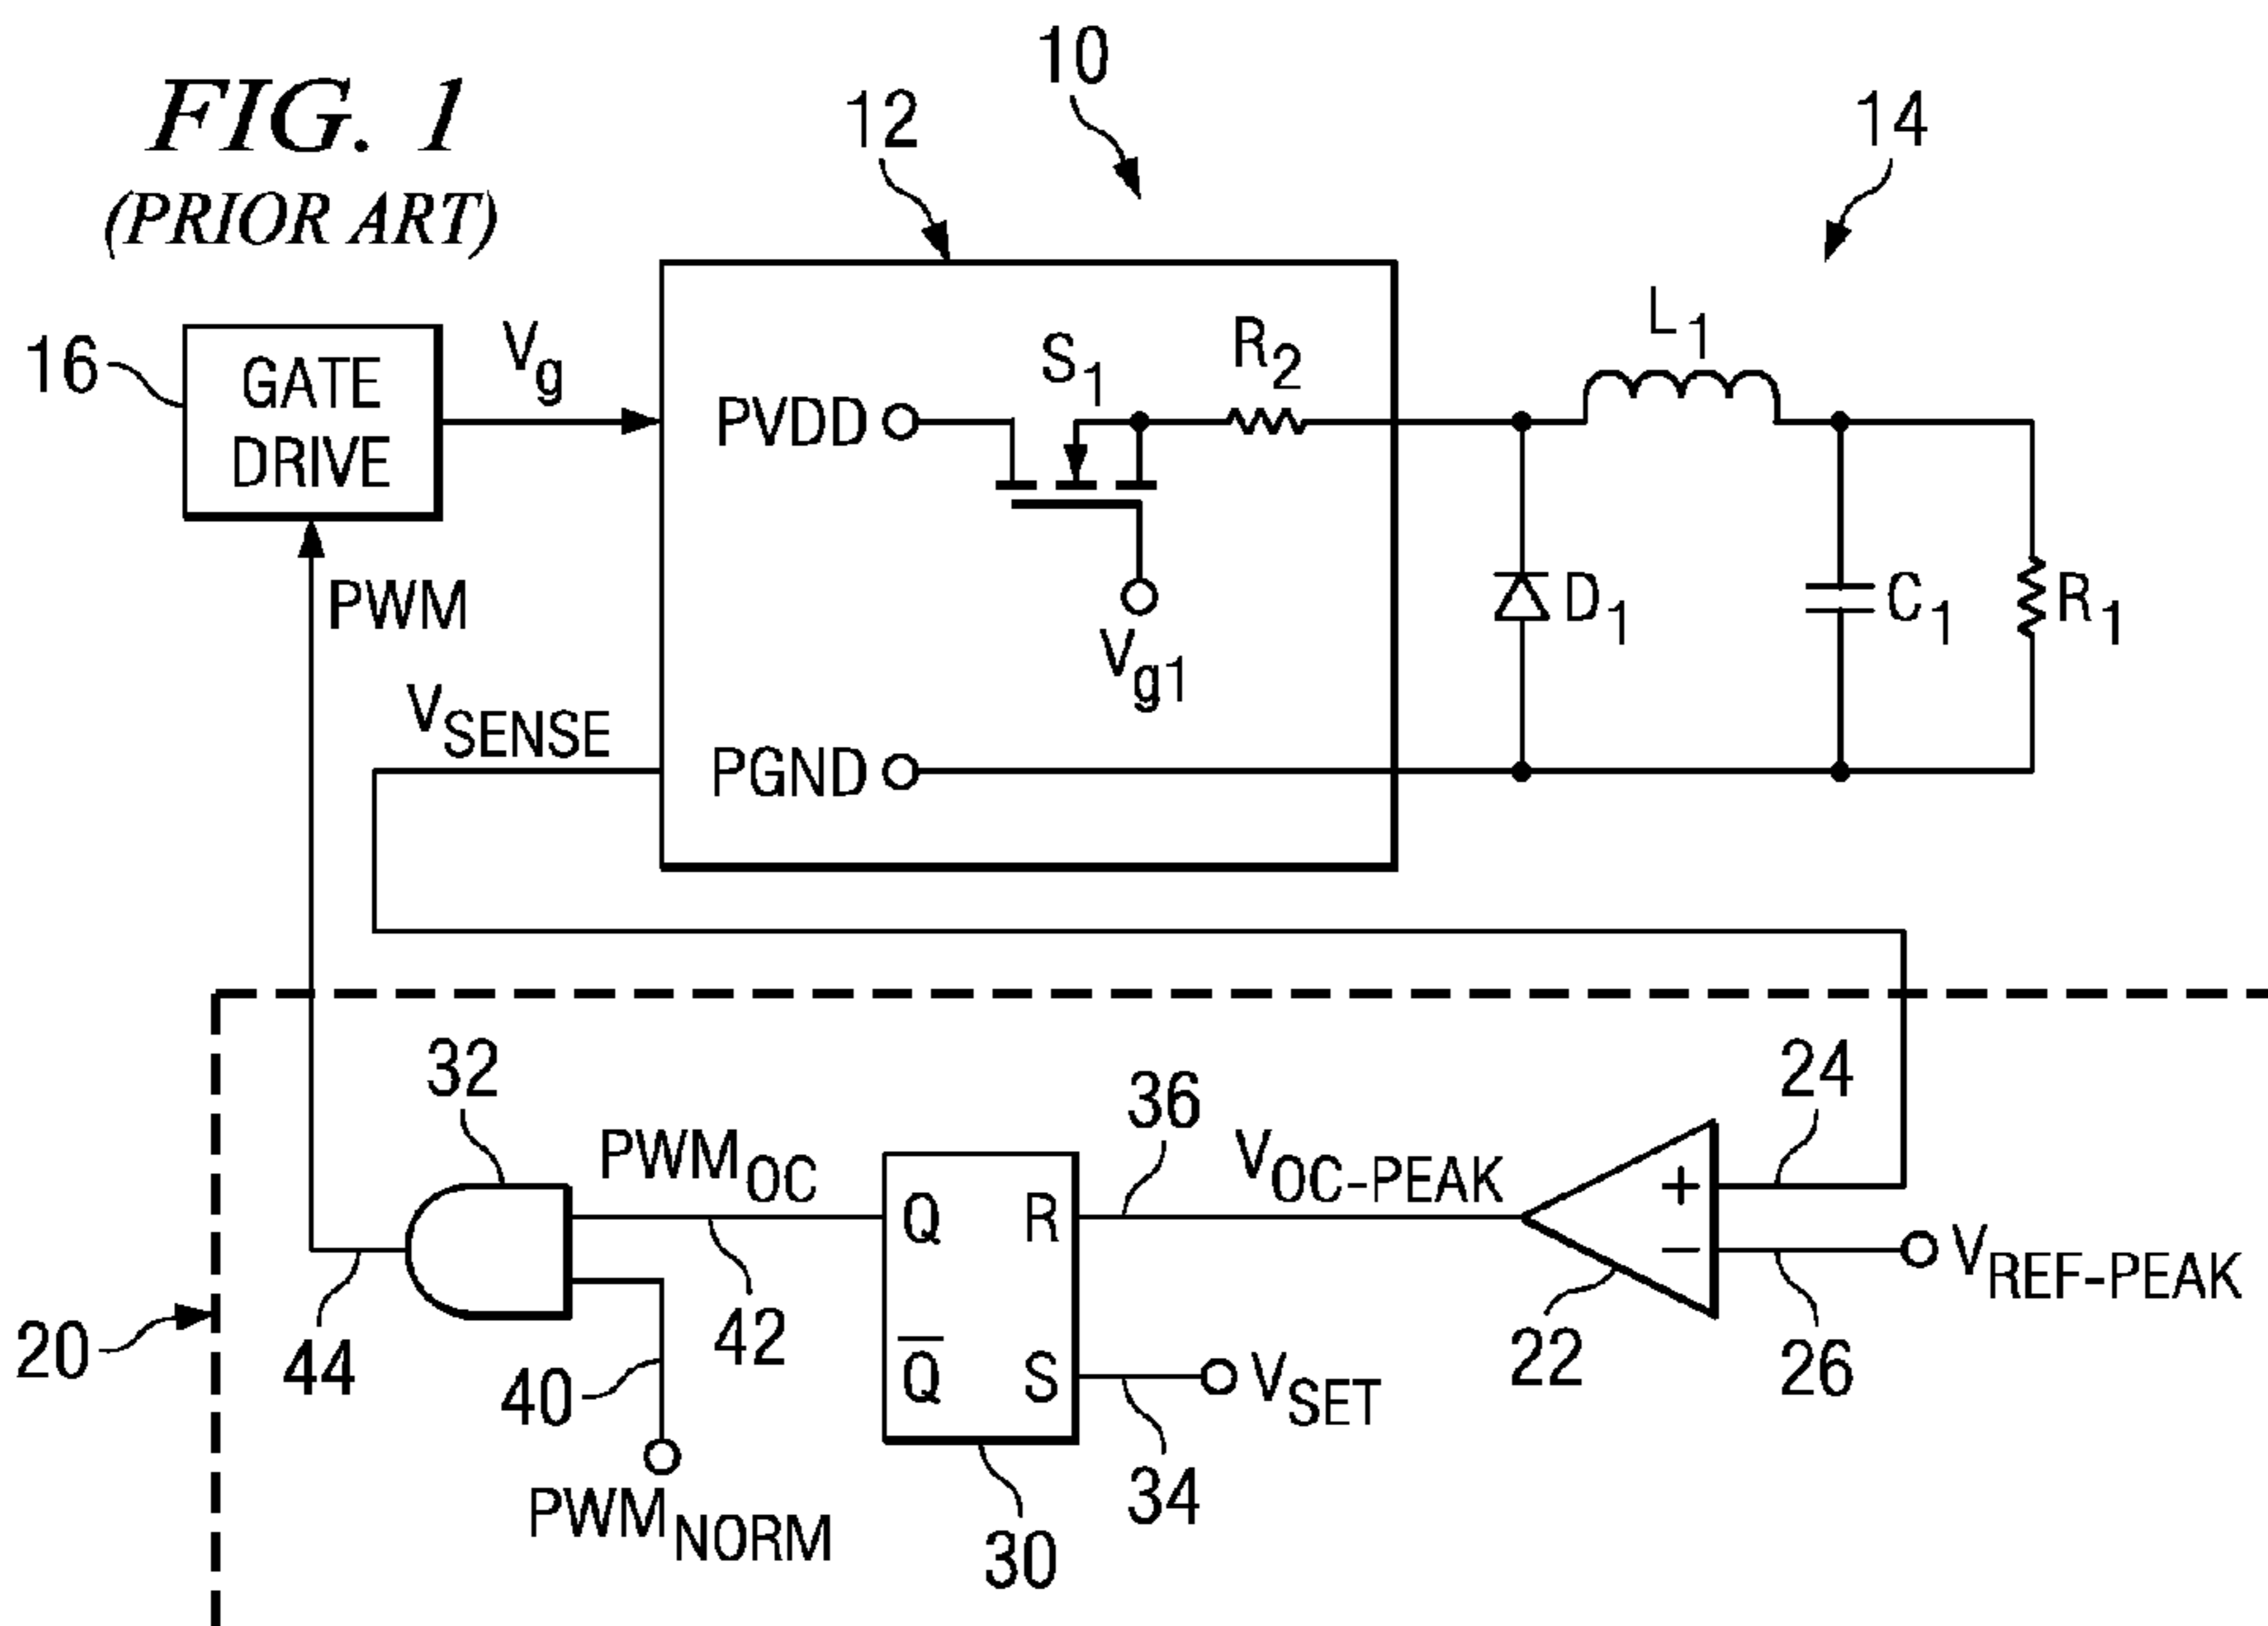 FIG. 1
(PRIOR ART)
10
12
14
16
GATE
DRIVE
Vg
PVDD
S1
R2
L1
PWM
Vg1
D1
C1
R1
VSENSE
PGND
32
PWMOC
36
VOC-PEAK
24
Q
R
+
−
VREF-PEAK
20
44
40
42
Q̅
S
VSET
22
26
PWMNORM
30
34